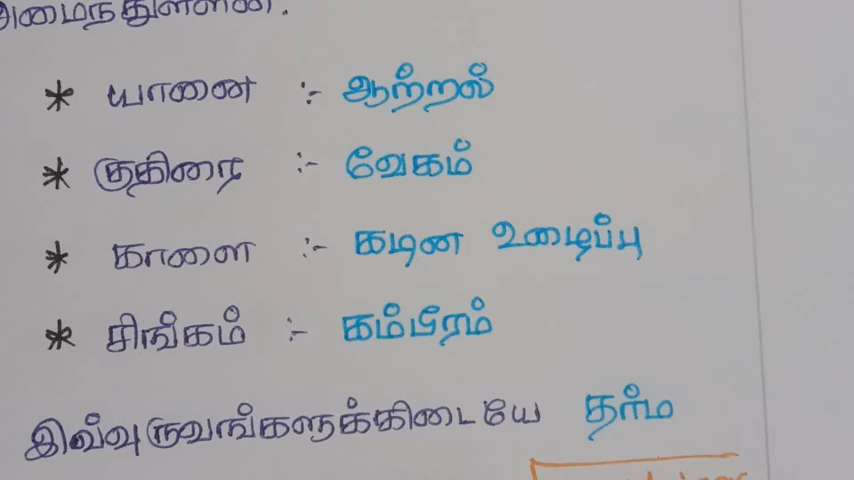 அமைந்துள்ளன.
* யானை :- ஆற்றல்
* குதிரை :- வேகம்
* காளை :- கடின உழைப்பு
* சிங்கம் :- கம்பீரம்
இவ்வுருவங்களுக்கிடையே தர்ம